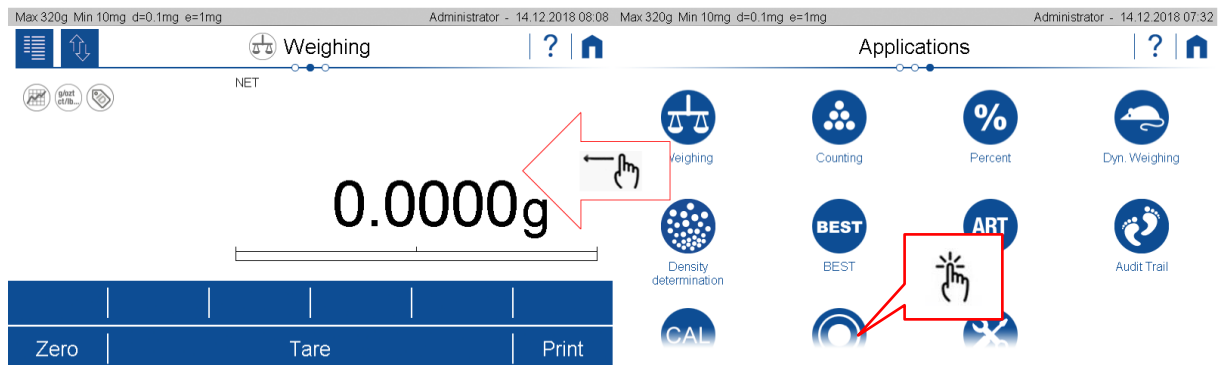 Max 320g Min 10mg d=0.1mg e=1mg
Administrator - 14.12.2018 08:08
Weighing
?
NET
g/ozt
ct/lb...
0.0000g
Zero
Tare
Print
Max 320g Min 10mg d=0.1mg e=1mg
Administrator - 14.12.2018 07:32
Applications
?
%
Weighing
Counting
Percent
Dyn. Weighing
BEST
ART
Density
determination
BEST
Audit Trail
CAL